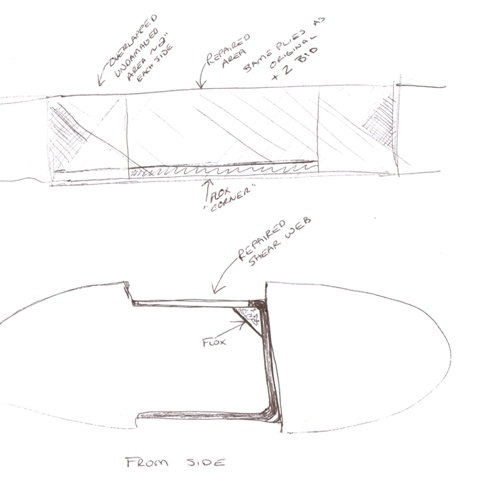 OVERLAPPED
UNDAMAGED
AREA ~2"
EACH SIDE
REPAIRED
AREA
SAME PLIES AS
ORIGINAL
+ 2 BID
"FLOX
CORNER"
REPAIRED
SHEAR WEB
FLOX
FROM SIDE